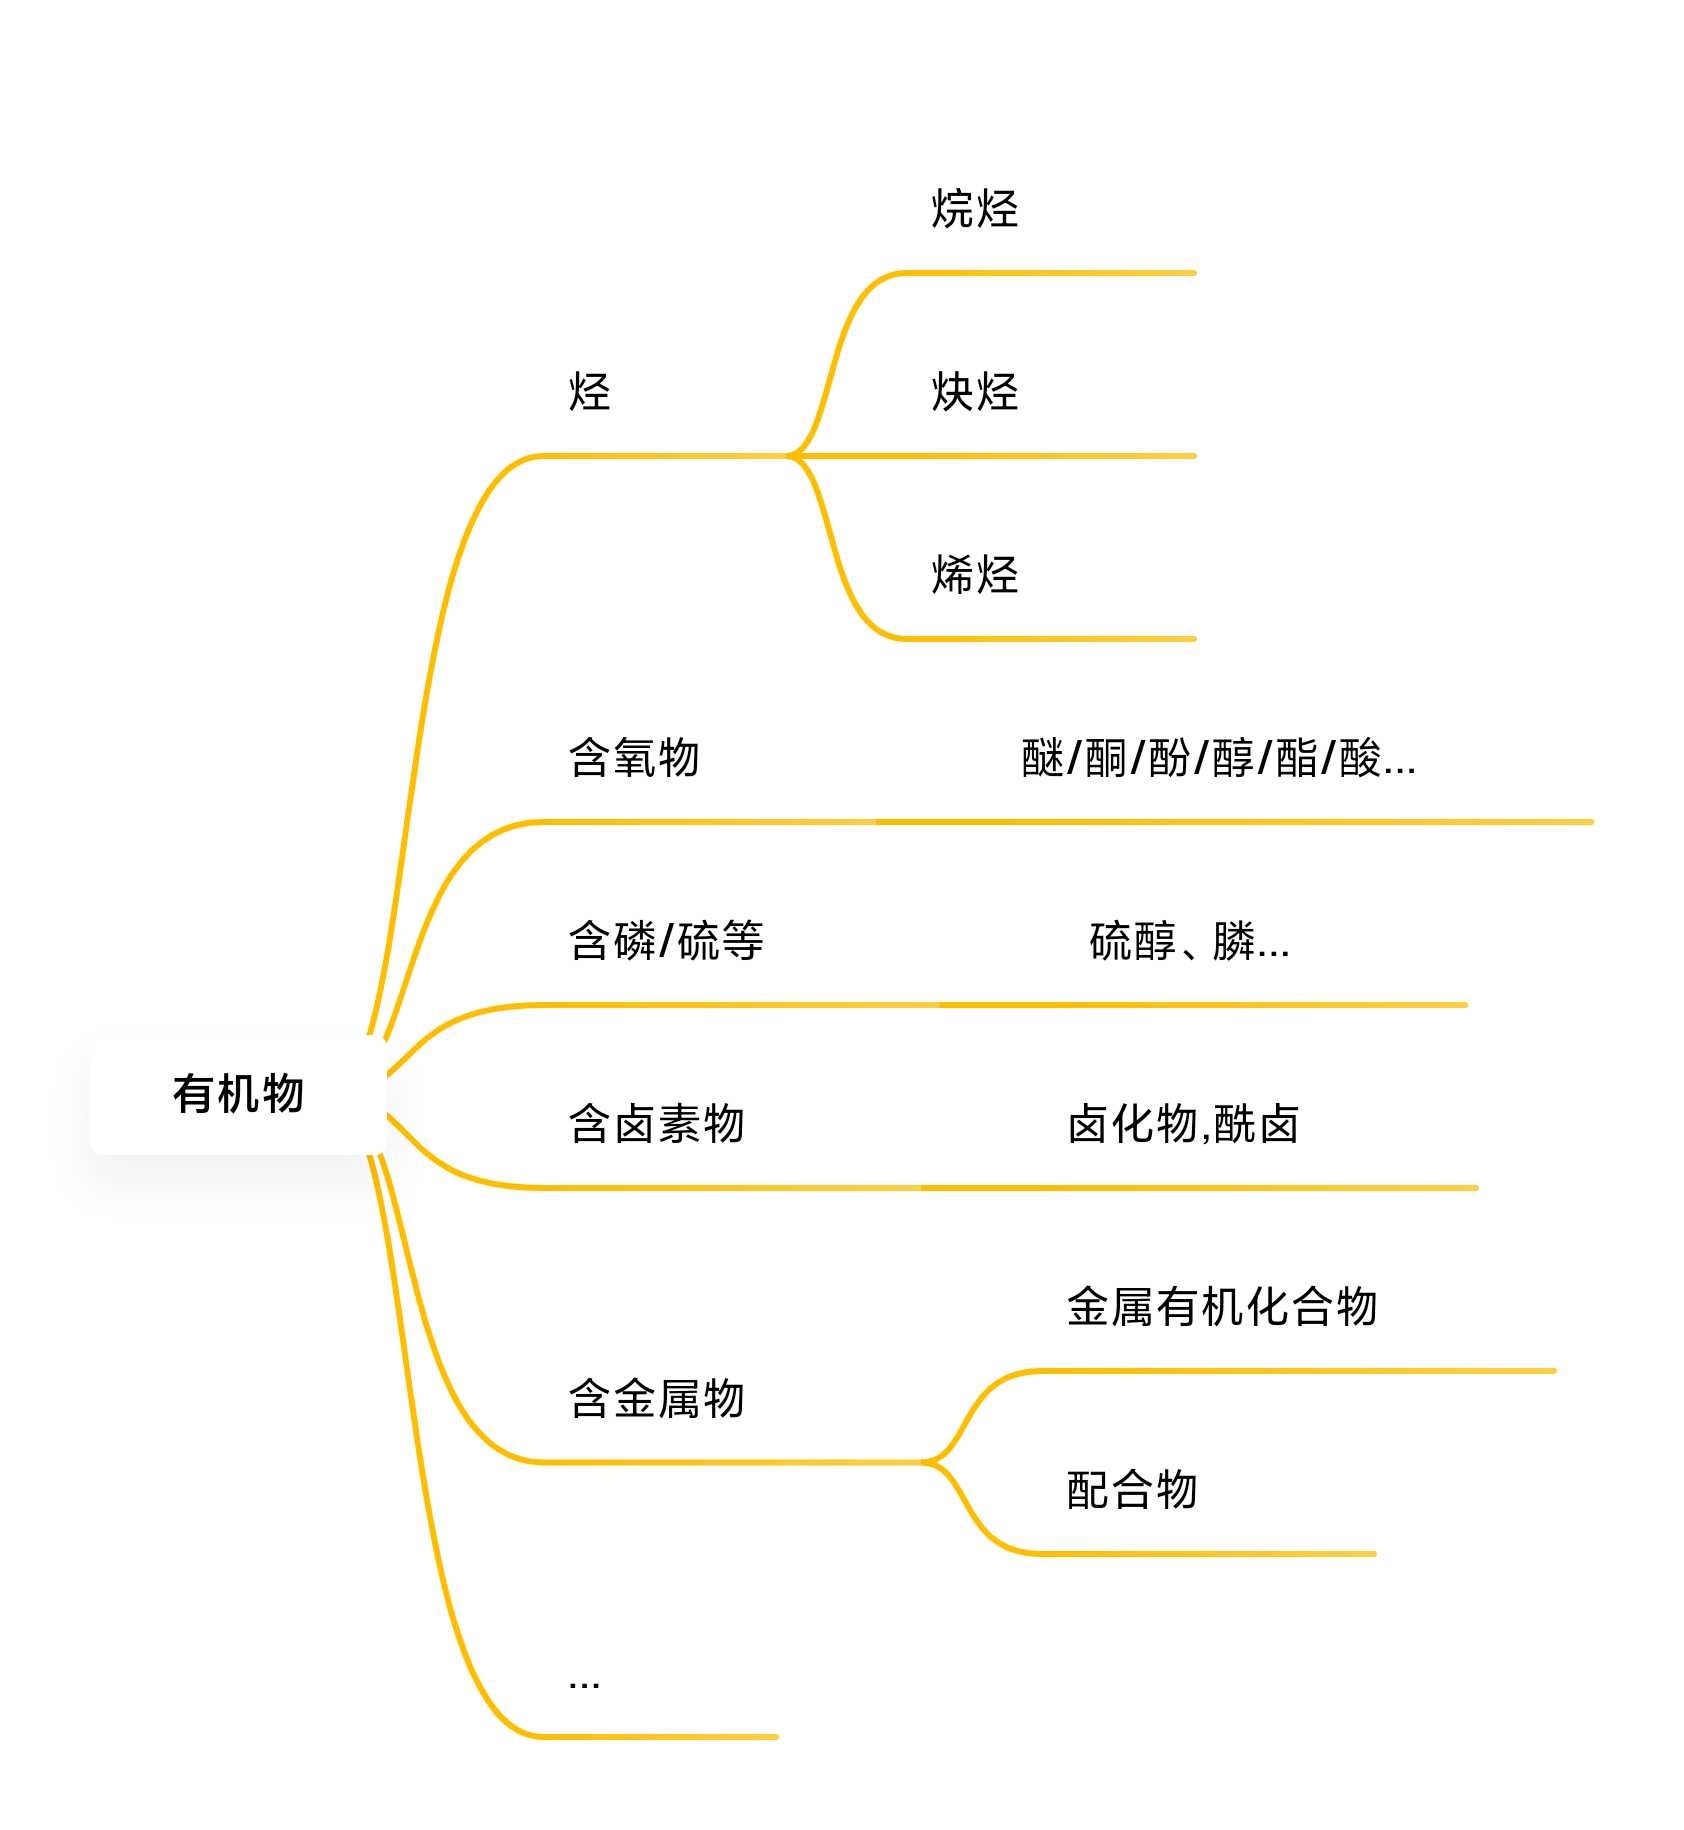 烷烃
烃
炔烃
烯烃
含氧物
醚/酮/酚/醇/酯/酸...
含磷/硫等
硫醇、膦...
有机物
含卤素物
卤化物,酰卤
金属有机化合物
含金属物
配合物
...